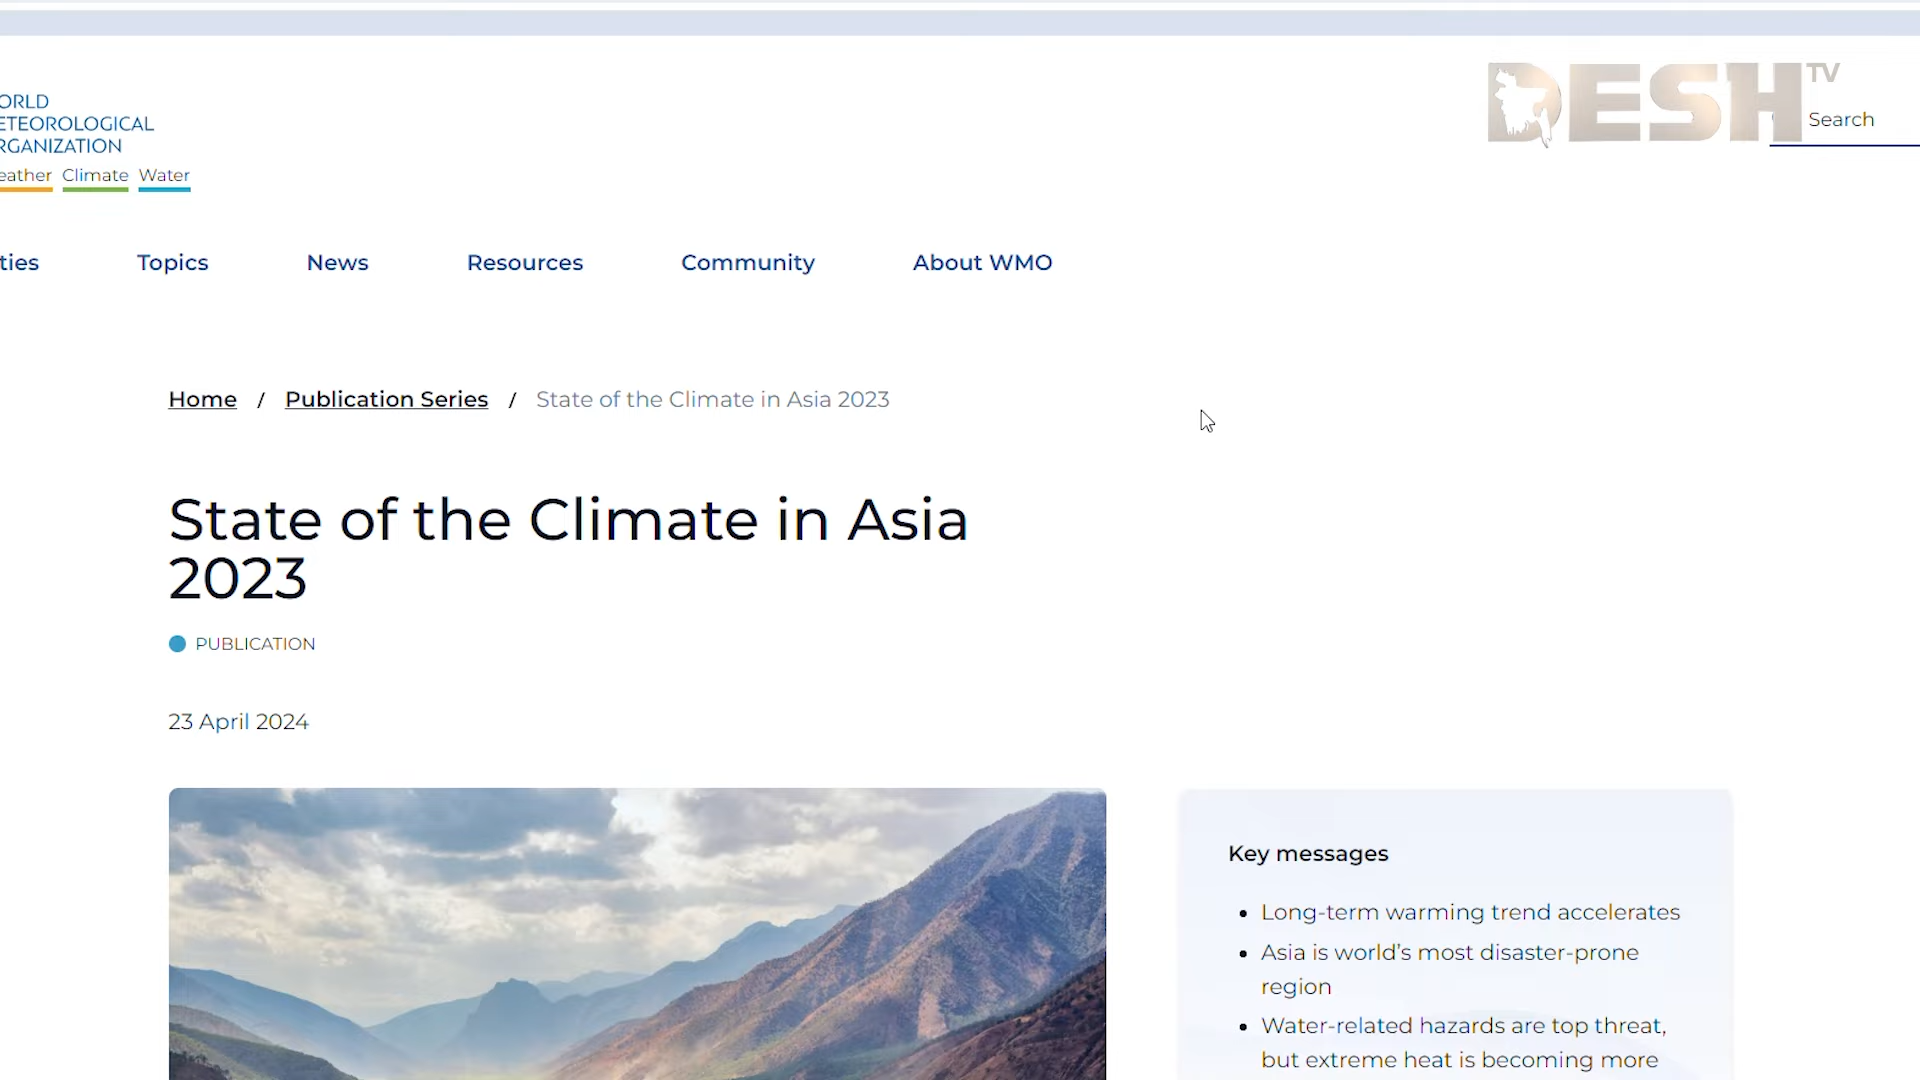 DESH TV
ORLD
ETEOROLOGICAL
RGANIZATION
Search
eather Climate Water
ties Topics News Resources Community About WMO
Home / Publication Series / State of the Climate in Asia 2023
State of the Climate in Asia
2023
PUBLICATION
23 April 2024
Key messages
• Long-term warming trend accelerates
• Asia is world’s most disaster-prone
region
• Water-related hazards are top threat,
but extreme heat is becoming more